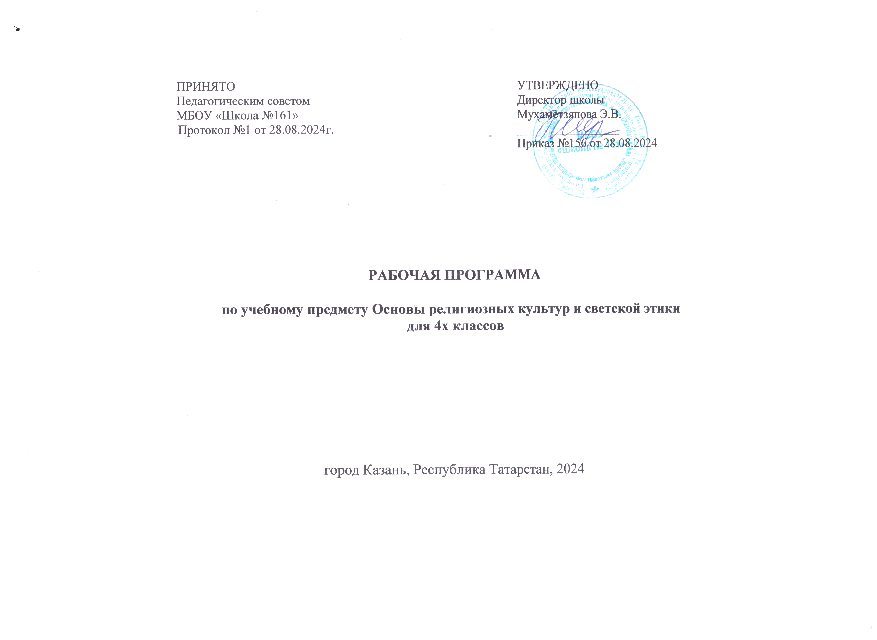 ПРИНЯТО
Педагогическим советом
МБОУ «Школа №161»
Протокол №1 от 28.08.2024г.
УТВЕРЖДЕНО
Директор школы
Мухаметзянова Э.В.
Приказ №156 от 28.08.2024
РАБОЧАЯ ПРОГРАММА
по учебному предмету Основы религиозных культур и светской этики
для 4х классов
город Казань, Республика Татарстан, 2024